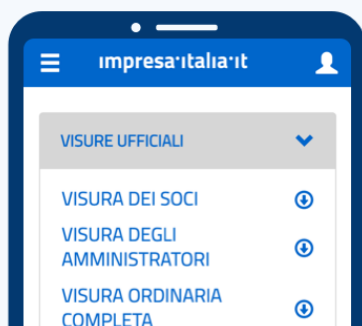 impresa.italia.it
VISURE UFFICIALI
VISURA DEI SOCI
VISURA DEGLI
AMMINISTRATORI
VISURA ORDINARIA
COMPLETA